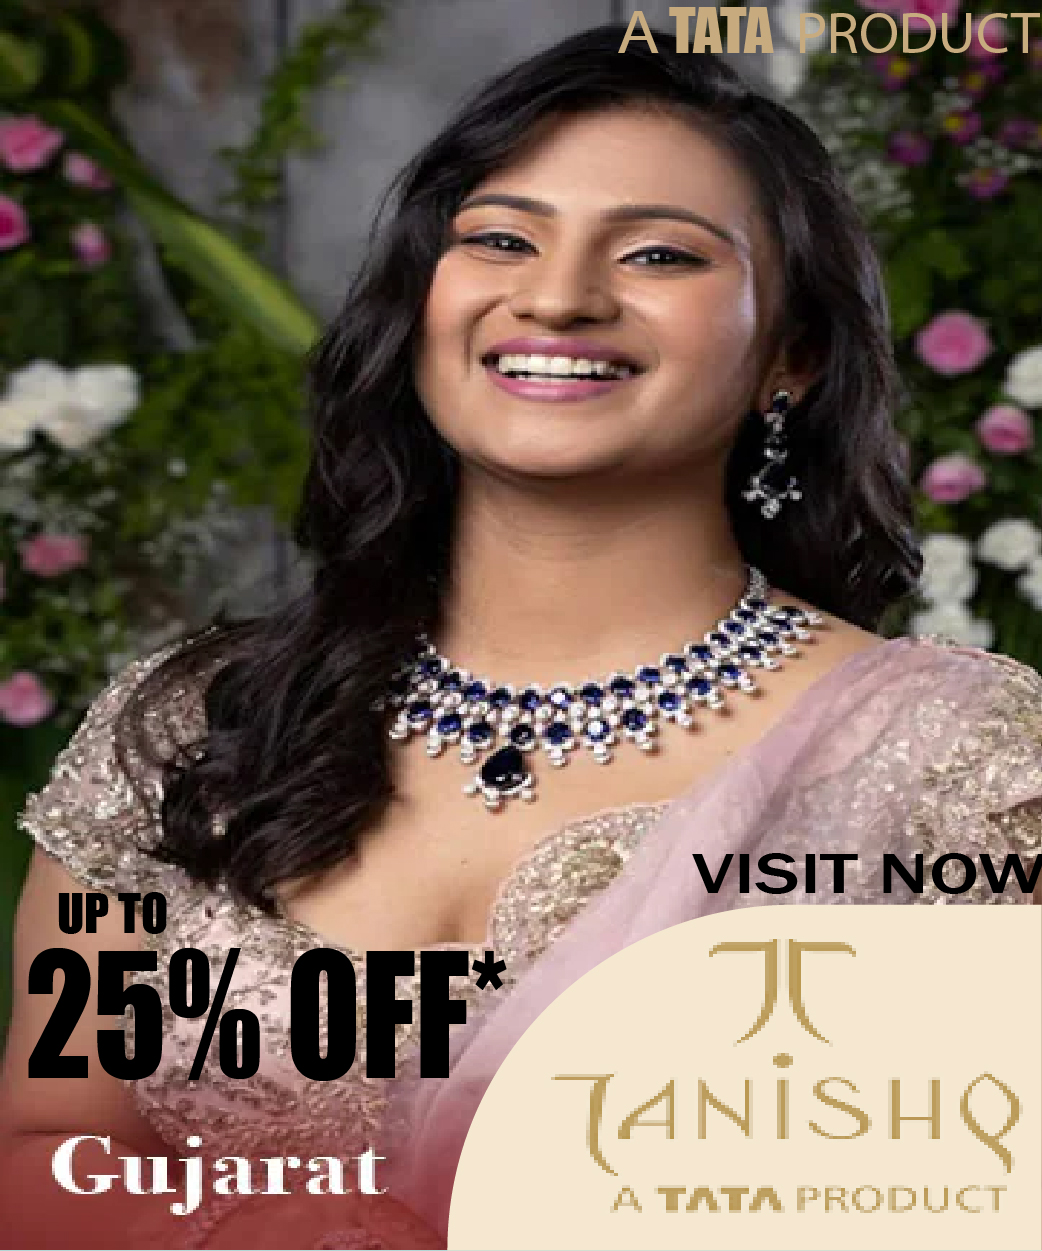 A TATA PRODUCT
VISIT NOW
UP TO
25% OFF*
Gujarat
TANISHQ
A TATA PRODUCT